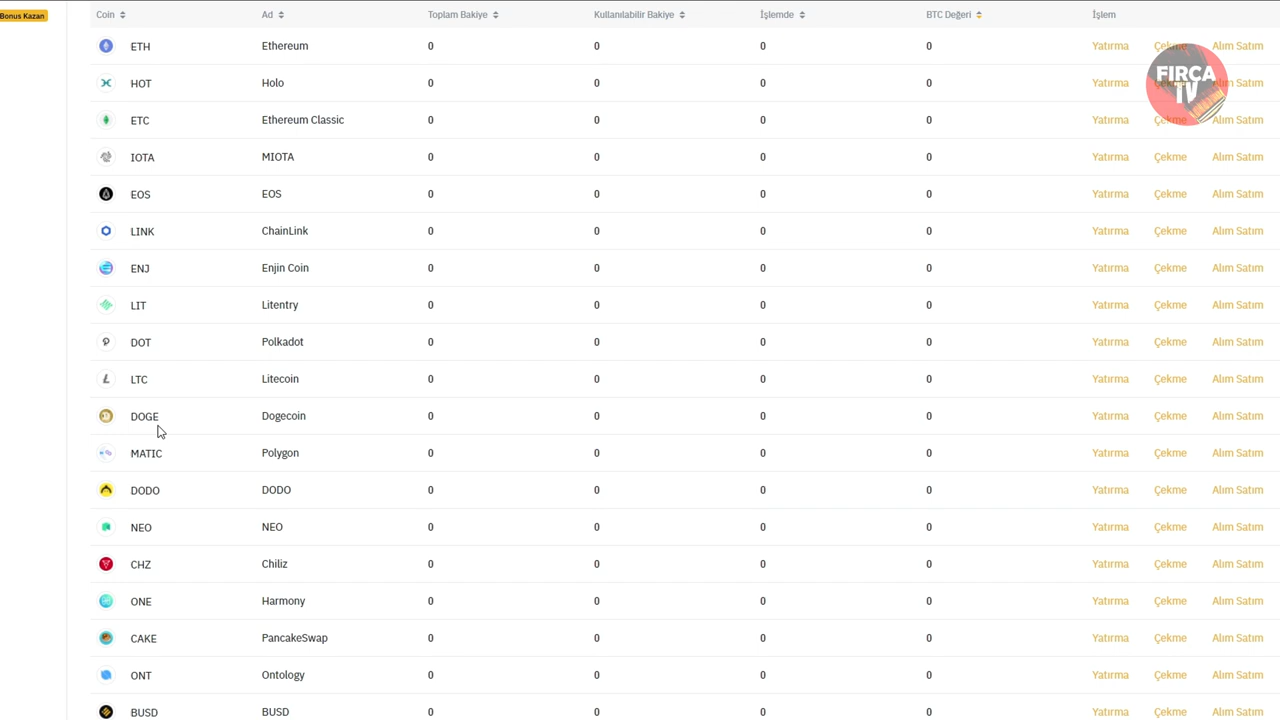 Bonus Kazan
Coin Ad Toplam Bakiye Kullanılabilir Bakiye İşlemde BTC Değeri İşlem
ETH Ethereum 0 0 0 0 Yatırma Çekme Alım Satım
HOT Holo 0 0 0 0 Yatırma Çekme Alım Satım
FIRÇA
TV
ETC Ethereum Classic 0 0 0 0 Yatırma Çekme Alım Satım
IOTA MIOTA 0 0 0 0 Yatırma Çekme Alım Satım
EOS EOS 0 0 0 0 Yatırma Çekme Alım Satım
LINK ChainLink 0 0 0 0 Yatırma Çekme Alım Satım
ENJ Enjin Coin 0 0 0 0 Yatırma Çekme Alım Satım
LIT Litentry 0 0 0 0 Yatırma Çekme Alım Satım
DOT Polkadot 0 0 0 0 Yatırma Çekme Alım Satım
LTC Litecoin 0 0 0 0 Yatırma Çekme Alım Satım
DOGE Dogecoin 0 0 0 0 Yatırma Çekme Alım Satım
MATIC Polygon 0 0 0 0 Yatırma Çekme Alım Satım
DODO DODO 0 0 0 0 Yatırma Çekme Alım Satım
NEO NEO 0 0 0 0 Yatırma Çekme Alım Satım
CHZ Chiliz 0 0 0 0 Yatırma Çekme Alım Satım
ONE Harmony 0 0 0 0 Yatırma Çekme Alım Satım
CAKE PancakeSwap 0 0 0 0 Yatırma Çekme Alım Satım
ONT Ontology 0 0 0 0 Yatırma Çekme Alım Satım
BUSD BUSD 0 0 0 0 Yatırma Çekme Alım Satım